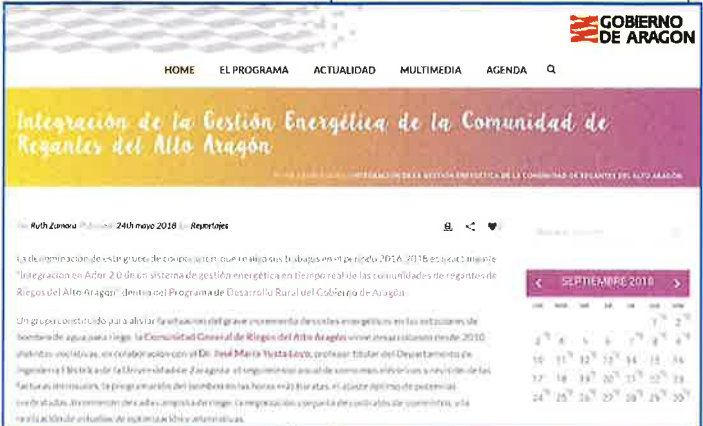 GOBIERNO
DE ARAGON
HOME EL PROGRAMA ACTUALIDAD MULTIMEDIA AGENDA
Integración de la Gestión Energética de la Comunidad de
Regantes del Alto Aragón
INTEGRACIÓN DE LA GESTIÓN ENERGÉTICA DE LA COMUNIDAD DE REGANTES DEL ALTO ARAGÓN
Ruth Zamora 24th mayo 2018 Reportajes
La denominación de este grupo de cooperación, que realiza sus trabajos en el periodo 2016-2018 es exactamente
"Integración en Ador 2.0 de un sistema de gestión energética en tiempo real de las comunidades de regantes de
Riegos del Alto Aragón" dentro del Programa de Desarrollo Rural del Gobierno de Aragón.
SEPTIEMBRE 2018
Un grupo constituido para aliviar la situación del grave incremento de costes energéticos en las estaciones de
bombeo de agua para riego. la Comunidad General de Riegos del Alto Aragón viene desarrollando desde 2010
distintas iniciativas, en colaboración con el Dr. José María Yusta Loyo, profesor titular del Departamento de
Ingeniería Eléctrica de la Universidad de Zaragoza: el seguimiento anual de consumos eléctricos y revisión de las
facturas mensuales, la programación del bombeo en las horas más baratas, el ajuste óptimo de potencias
contratadas, la negociación conjunta de contratos de suministro, y la
realización de estudios de optimización y alternativas.
1 2
3 4 5 6 7 8 9
10 11 12 13 14 15 16
17 18 19 20 21 22 23
24 25 26 27 28 29 30